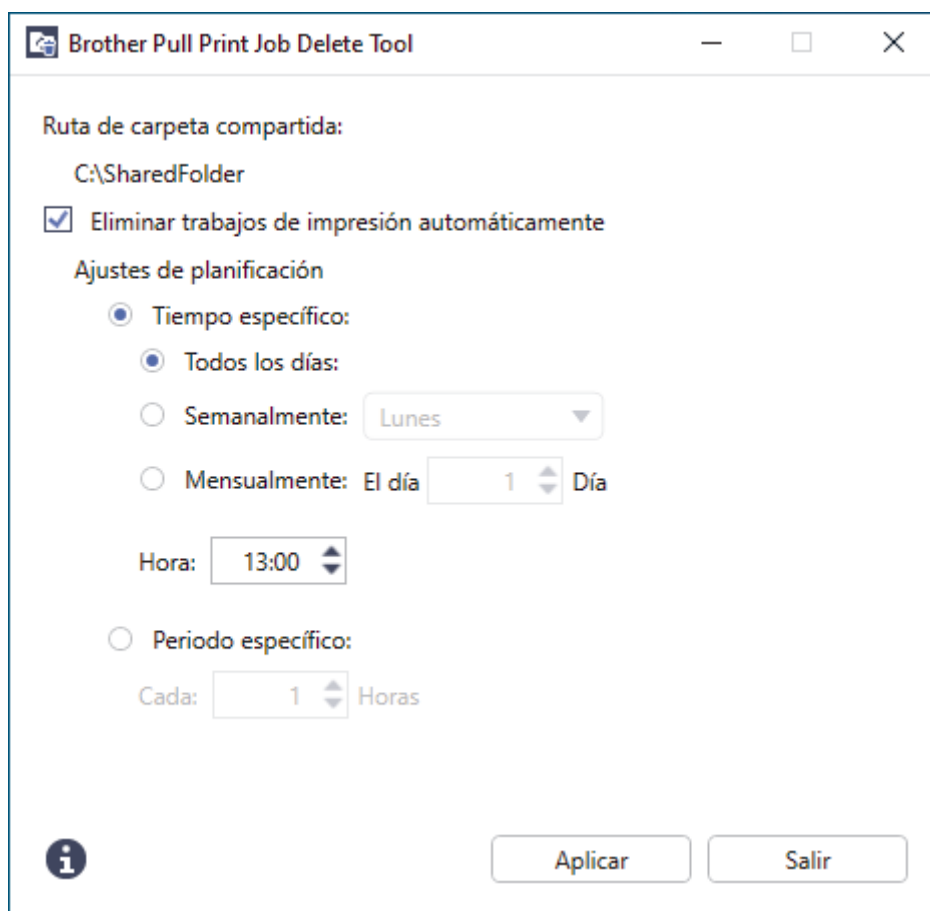 Brother Pull Print Job Delete Tool
Ruta de carpeta compartida:
C:\SharedFolder
Eliminar trabajos de impresión automáticamente
Ajustes de planificación
Tiempo específico:
Todos los días:
Semanalmente: Lunes
Mensualmente: El día 1 Día
Hora: 13:00
Periodo específico:
Cada: 1 Horas
Aplicar Salir